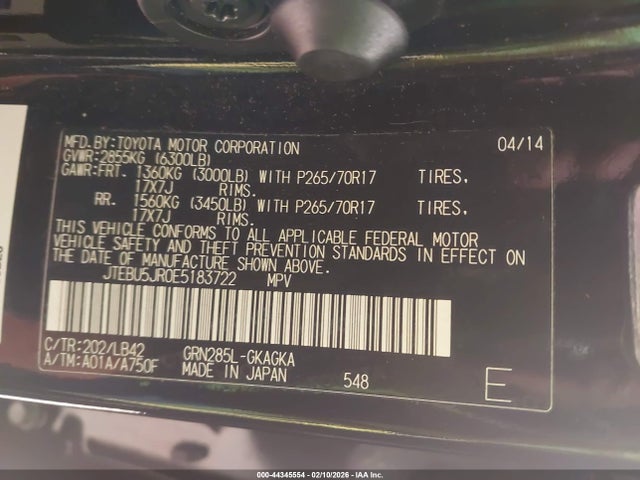 MFD.BY:TOYOTA MOTOR CORPORATION 04/14
GVWR:2855KG (6300LB)
GAWR:FRT. 1360KG (3000LB) WITH P265/70R17 TIRES,
17X7J RIMS.
RR. 1560KG (3450LB) WITH P265/70R17 TIRES,
17X7J RIMS.
THIS VEHICLE CONFORMS TO ALL APPLICABLE FEDERAL MOTOR
VEHICLE SAFETY AND THEFT PREVENTION STANDARDS IN EFFECT ON
THE DATE OF MANUFACTURE SHOWN ABOVE.
JTEBU5JR0E5183722 MPV
C/TR:202/LB42 GRN285L-GKAGKA
A/TM:A01A/A750F MADE IN JAPAN 548 E
000-44345554 - 02/10/2026 - IAA Inc.